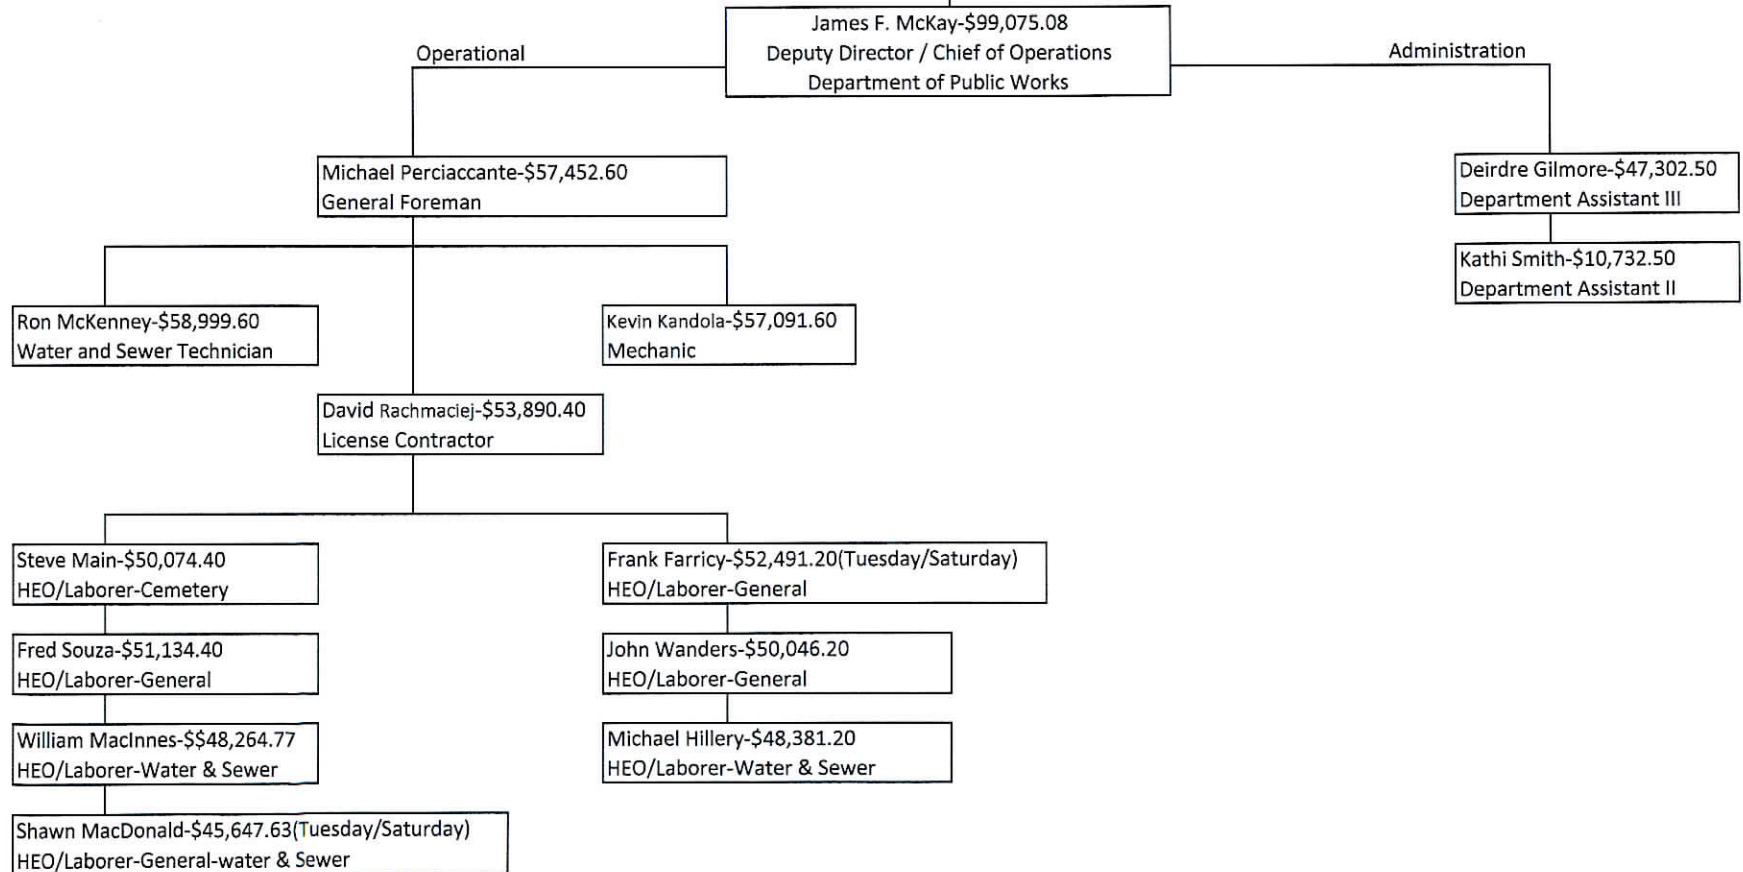 James F. McKay-$99,075.08
Deputy Director / Chief of Operations
Department of Public Works
Operational
Administration
Michael Perciaccante-$57,452.60
General Foreman
Deirdre Gilmore-$47,302.50
Department Assistant III
Kathi Smith-$10,732.50
Department Assistant II
Ron McKenney-$58,999.60
Water and Sewer Technician
Kevin Kandola-$57,091.60
Mechanic
David Rachmaciej-$53,890.40
License Contractor
Steve Main-$50,074.40
HEO/Laborer-Cemetery
Frank Farricy-$52,491.20(Tuesday/Saturday)
HEO/Laborer-General
Fred Souza-$51,134.40
HEO/Laborer-General
John Wanders-$50,046.20
HEO/Laborer-General
William MacInnes-$$48,264.77
HEO/Laborer-Water & Sewer
Michael Hillery-$48,381.20
HEO/Laborer-Water & Sewer
Shawn MacDonald-$45,647.63(Tuesday/Saturday)
HEO/Laborer-General-water & Sewer